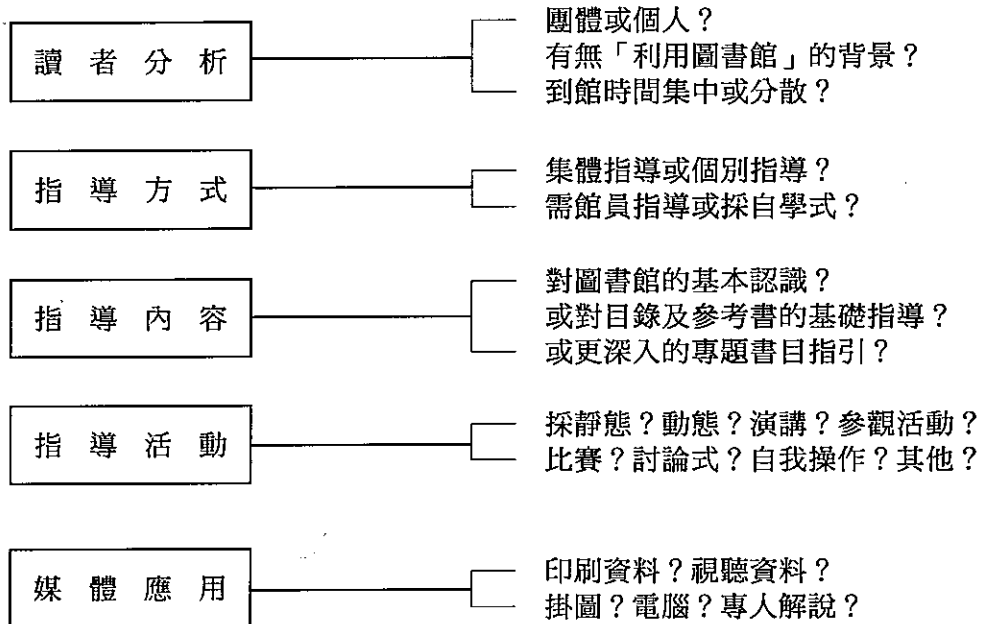 讀者分析
團體或個人？
有無「利用圖書館」的背景？
到館時間集中或分散？
指導方式
集體指導或個別指導？
需館員指導或採自學式？
指導內容
對圖書館的基本認識？
或對目錄及參考書的基礎指導？
或更深入的專題書目指引？
指導活動
採靜態？動態？演講？參觀活動？
比賽？討論式？自我操作？其他？
媒體應用
印刷資料？視聽資料？
掛圖？電腦？專人解說？